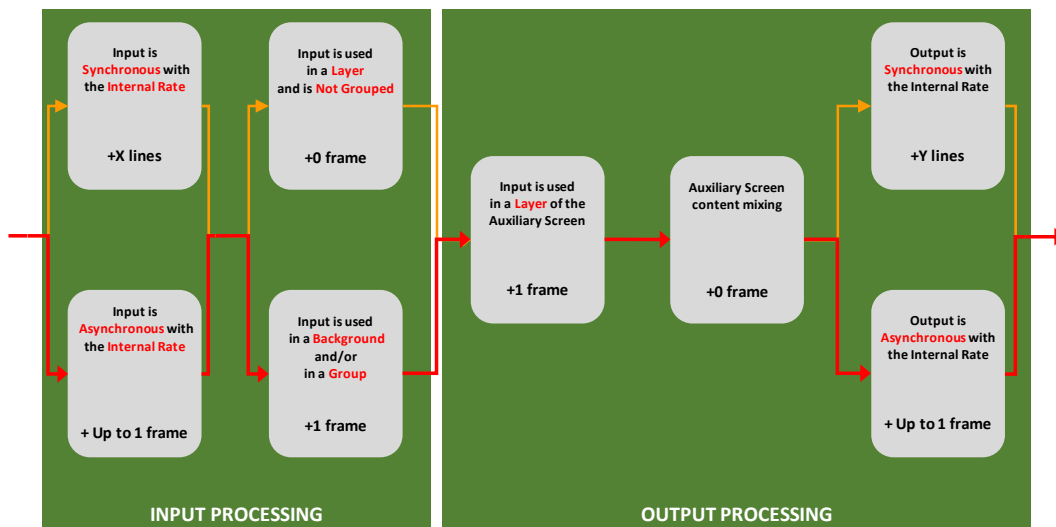 Input is
Synchronous with
the Internal Rate
+X lines
Input is
Asynchronous with
the Internal Rate
+ Up to 1 frame
Input is used
in a Layer
and is Not Grouped
+0 frame
Input is used
in a Background
and/or
in a Group
+1 frame
INPUT PROCESSING
Input is used
in a Layer of the
Auxiliary Screen
+1 frame
Auxiliary Screen
content mixing
+0 frame
Output is
Synchronous with
the Internal Rate
+Y lines
Output is
Asynchronous with
the Internal Rate
+ Up to 1 frame
OUTPUT PROCESSING